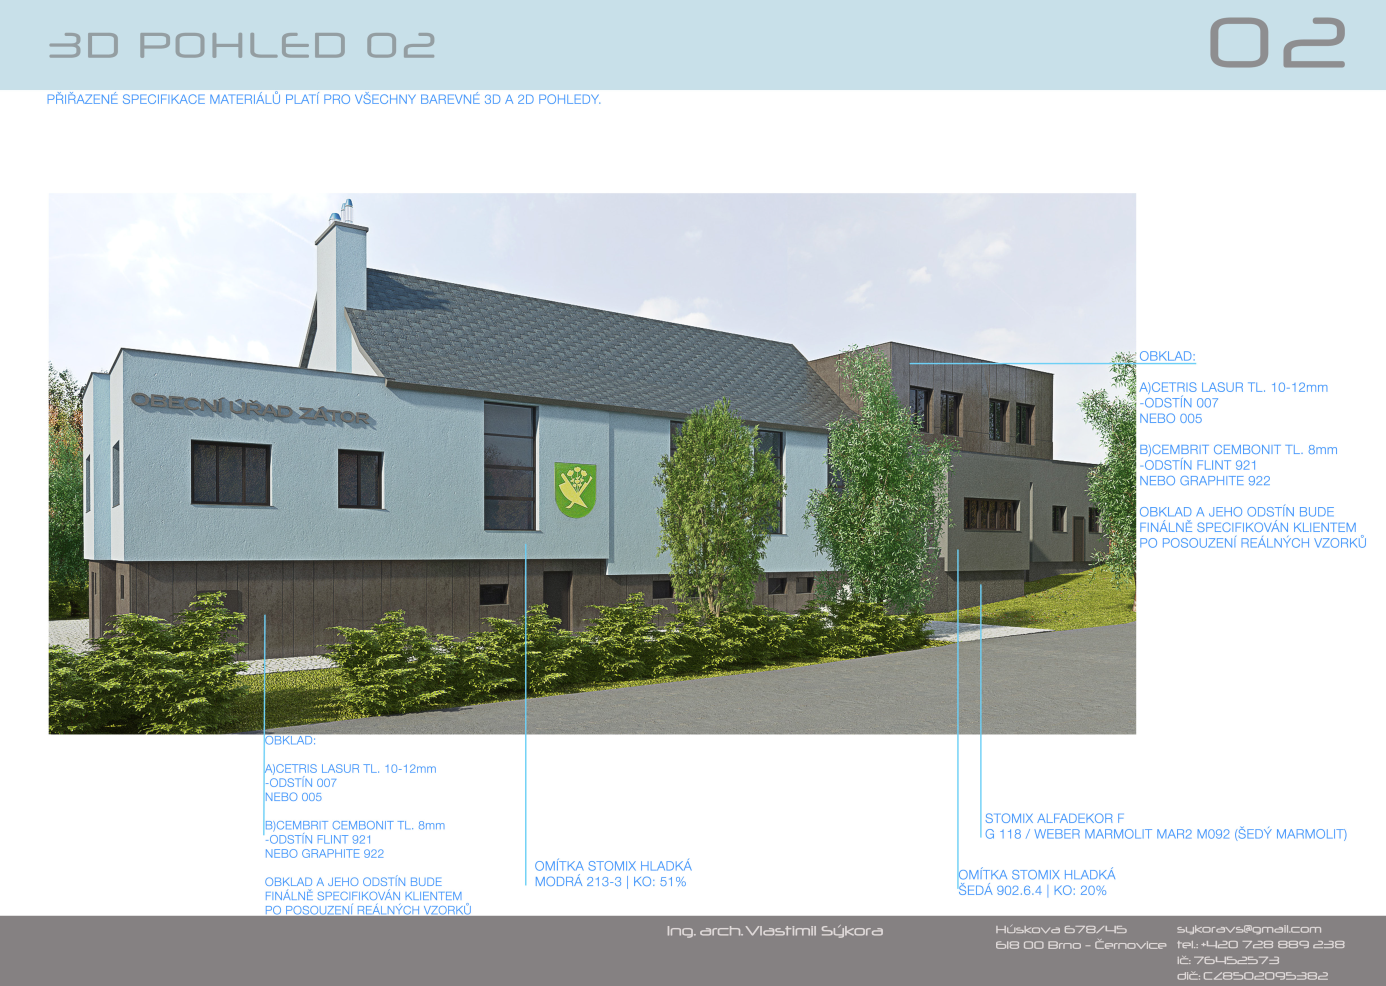 3D POHLED 02
02
PŘIŘAZENÉ SPECIFIKACE MATERIÁLŮ PLATÍ PRO VŠECHNY BAREVNÉ 3D A 2D POHLEDY.
OBECNÍ ÚŘAD ZÁTOR
OBKLAD:
A)CETRIS LASUR TL. 10-12mm
-ODSTÍN 007
NEBO 005
B)CEMBRIT CEMBONIT TL. 8mm
-ODSTÍN FLINT 921
NEBO GRAPHITE 922
OBKLAD A JEHO ODSTÍN BUDE
FINÁLNĚ SPECIFIKOVÁN KLIENTEM
PO POSOUZENÍ REÁLNÝCH VZORKŮ
OBKLAD:
A)CETRIS LASUR TL. 10-12mm
-ODSTÍN 007
NEBO 005
B)CEMBRIT CEMBONIT TL. 8mm
-ODSTÍN FLINT 921
NEBO GRAPHITE 922
OBKLAD A JEHO ODSTÍN BUDE
FINÁLNĚ SPECIFIKOVÁN KLIENTEM
PO POSOUZENÍ REÁLNÝCH VZORKŮ
OMÍTKA STOMIX HLADKÁ
MODRÁ 213-3 | KO: 51%
STOMIX ALFADEKOR F
G 118 / WEBER MARMOLIT MAR2 M092 (ŠEDÝ MARMOLIT)
OMÍTKA STOMIX HLADKÁ
ŠEDÁ 902.6.4 | KO: 20%
Ing. arch. Vlastimil Sýkora
Húskova 678/45
618 00 Brno - Černovice
sykoravs@gmail.com
tel.: +420 728 889 238
ič: 76452573
dič: CZ8502095382